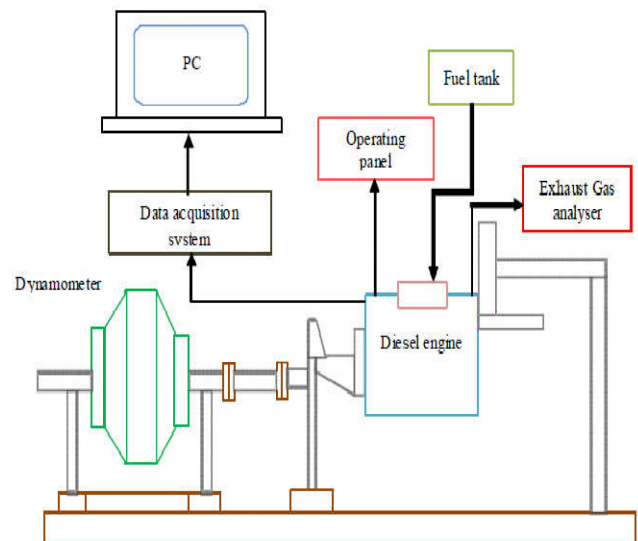 PC
Fuel tank
Operating
panel
Exhaust Gas
analyser
Data acquisition
system
Dynamometer
Diesel engine